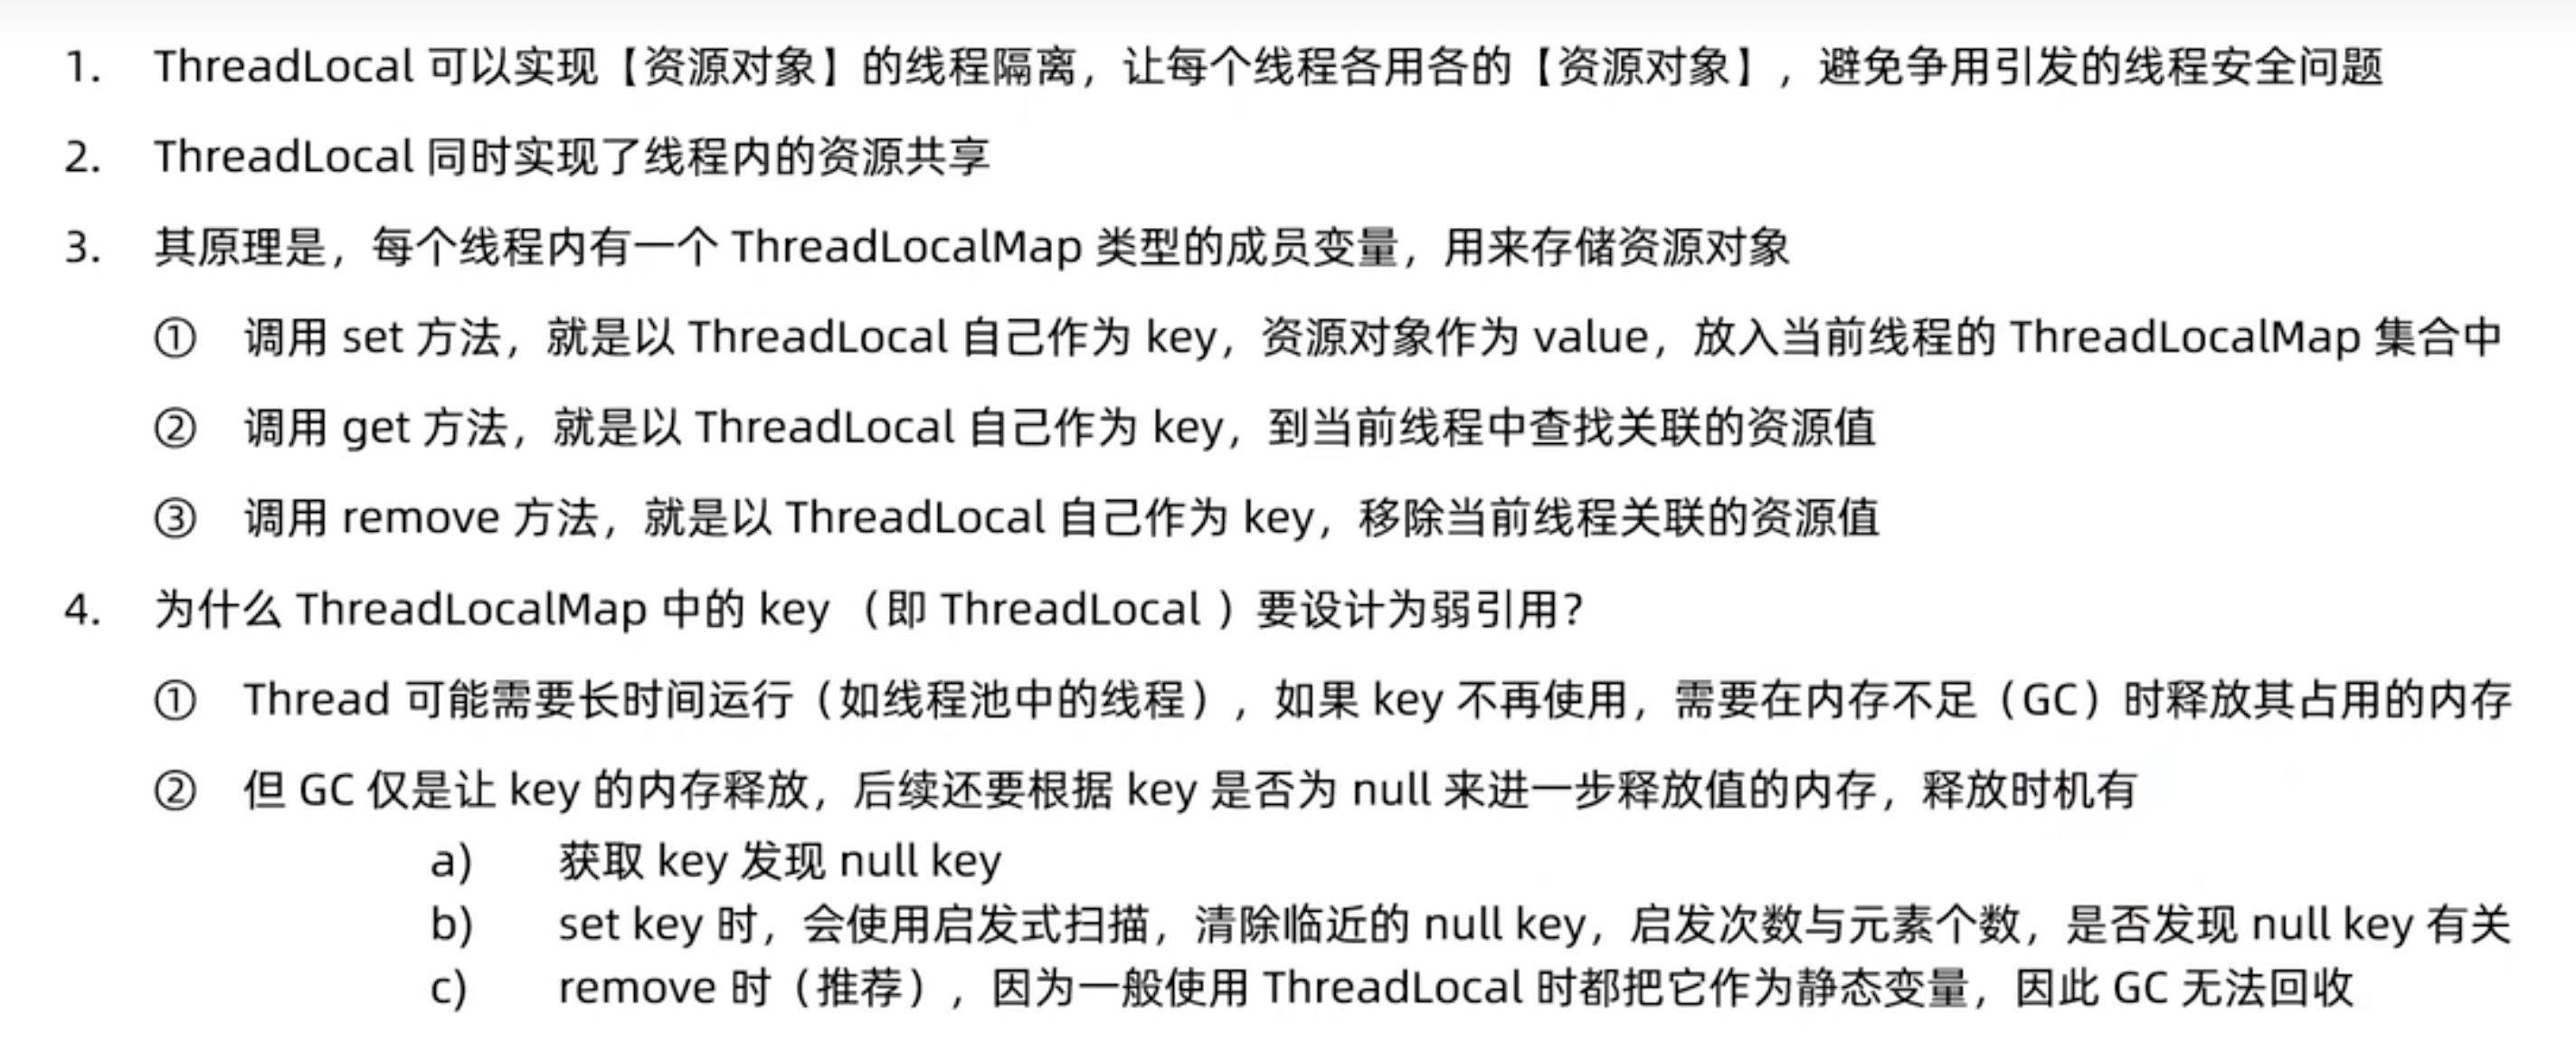 1. ThreadLocal 可以实现【资源对象】的线程隔离，让每个线程各用各的【资源对象】，避免争用引发的线程安全问题
2. ThreadLocal 同时实现了线程内的资源共享
3. 其原理是，每个线程内有一个 ThreadLocalMap 类型的成员变量，用来存储资源对象
① 调用 set 方法，就是以 ThreadLocal 自己作为 key，资源对象作为 value，放入当前线程的 ThreadLocalMap 集合中
② 调用 get 方法，就是以 ThreadLocal 自己作为 key，到当前线程中查找关联的资源值
③ 调用 remove 方法，就是以 ThreadLocal 自己作为 key，移除当前线程关联的资源值
4. 为什么 ThreadLocalMap 中的 key （即 ThreadLocal ）要设计为弱引用？
① Thread 可能需要长时间运行（如线程池中的线程），如果 key 不再使用，需要在内存不足（GC）时释放其占用的内存
② 但 GC 仅是让 key 的内存释放，后续还要根据 key 是否为 null 来进一步释放值的内存，释放时机有
a) 获取 key 发现 null key
b) set key 时，会使用启发式扫描，清除临近的 null key，启发次数与元素个数，是否发现 null key 有关
c) remove 时（推荐），因为一般使用 ThreadLocal 时都把它作为静态变量，因此 GC 无法回收